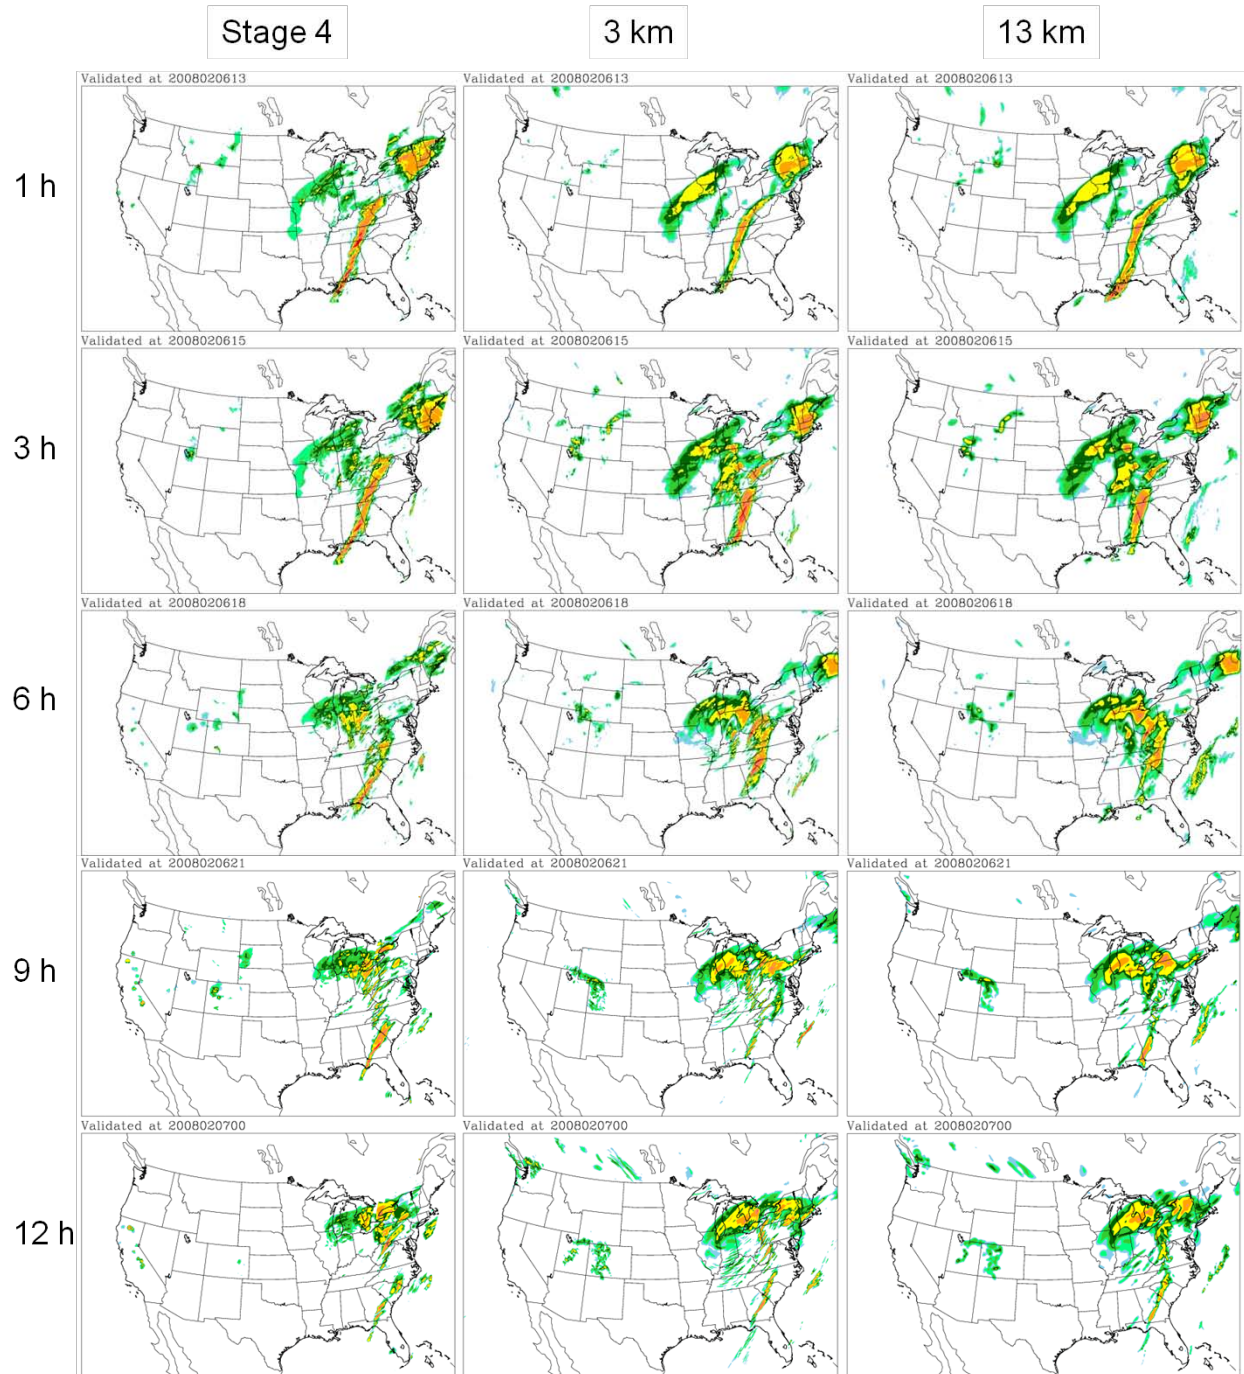 Stage 4 3 km 13 km
Validated at 2008020613 Validated at 2008020613 Validated at 2008020613
1 h
Validated at 2008020615 Validated at 2008020615 Validated at 2008020615
3 h
Validated at 2008020618 Validated at 2008020618 Validated at 2008020618
6 h
Validated at 2008020621 Validated at 2008020621 Validated at 2008020621
9 h
Validated at 2008020700 Validated at 2008020700 Validated at 2008020700
12 h